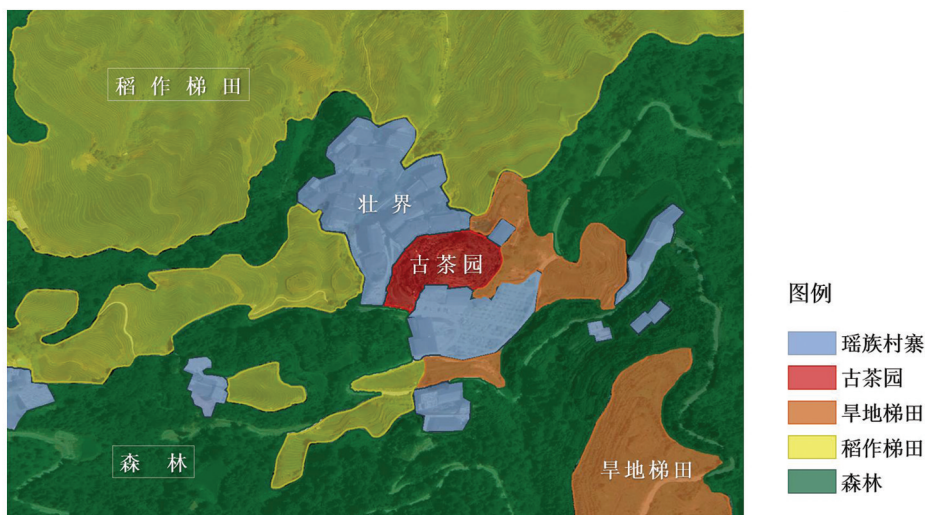 稻作梯田
壮界
古茶园
森林
旱地梯田
图例
瑶族村寨
古茶园
旱地梯田
稻作梯田
森林